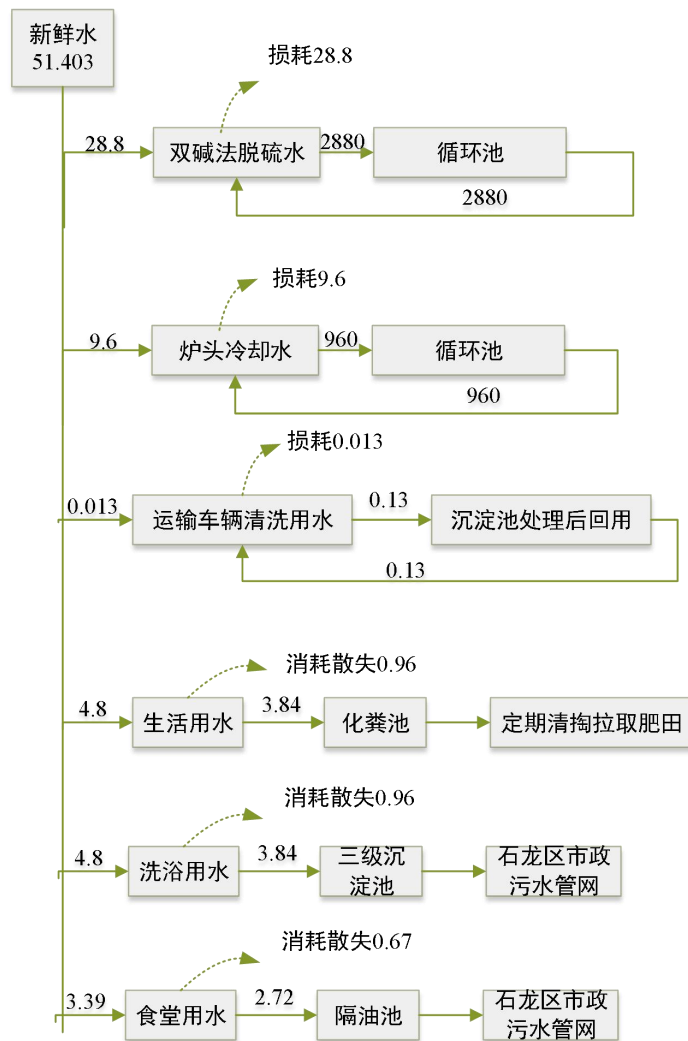 新鲜水
51.403
损耗28.8
28.8
双碱法脱硫水
2880
循环池
2880
损耗9.6
9.6
炉头冷却水
960
循环池
960
损耗0.013
0.013
运输车辆清洗用水
0.13
沉淀池处理后回用
0.13
消耗散失0.96
4.8
生活用水
3.84
化粪池
定期清掏拉取肥田
消耗散失0.96
4.8
洗浴用水
3.84
三级沉
淀池
石龙区市政
污水管网
消耗散失0.67
3.39
食堂用水
2.72
隔油池
石龙区市政
污水管网